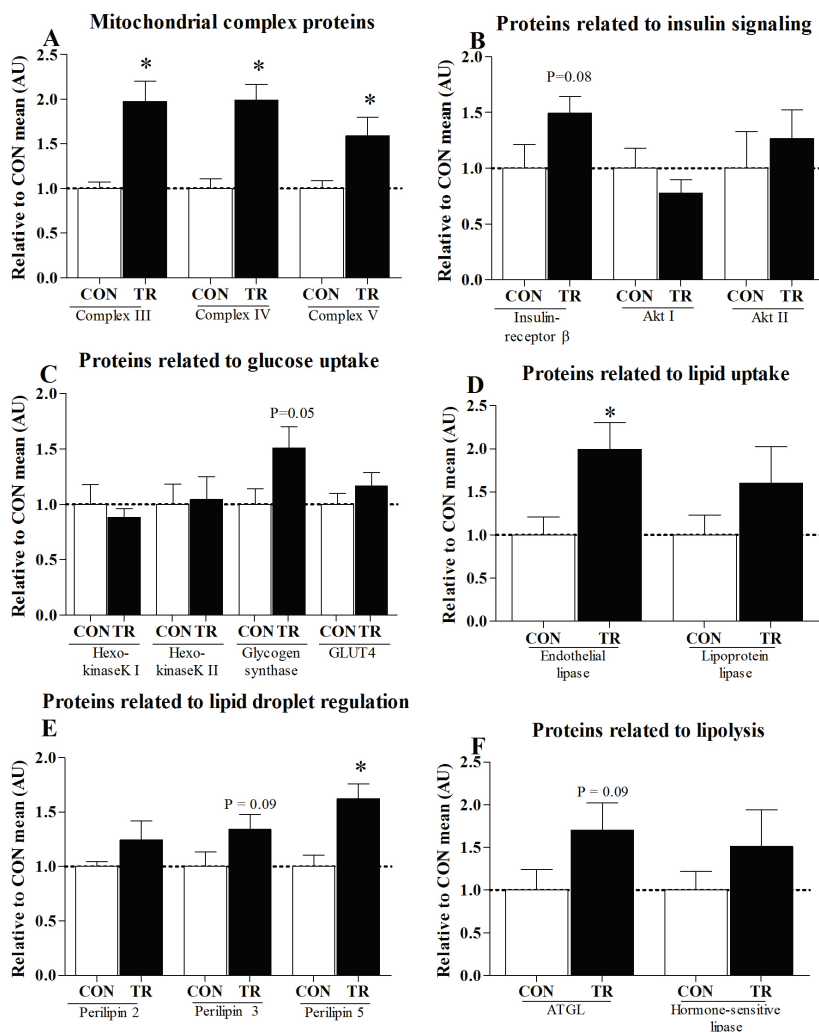 A
Mitochondrial complex proteins
Relative to CON mean (AU)
2.5
2.0
1.5
1.0
0.5
0.0
* * *
CON TR CON TR CON TR
Complex III Complex IV Complex V
B
Proteins related to insulin signaling
Relative to CON mean (AU)
2.0
1.5
1.0
0.5
0.0
P=0.08
CON TR CON TR CON TR
Insulin- Akt I Akt II
receptor β
C
Proteins related to glucose uptake
Relative to CON mean (AU)
2.0
1.5
1.0
0.5
0.0
P=0.05
CON TR CON TR CON TR CON TR
Hexo- Hexo- Glycogen GLUT4
kinaseK I kinaseK II synthase
D
Proteins related to lipid uptake
Relative to CON mean (AU)
2.5
2.0
1.5
1.0
0.5
0.0
*
CON TR CON TR
Endothelial Lipoprotein
lipase lipase
Proteins related to lipid droplet regulation
E
Relative to CON mean (AU)
2.0
1.5
1.0
0.5
0.0
P = 0.09 *
CON TR CON TR CON TR
Perilipin 2 Perilipin 3 Perilipin 5
F
Proteins related to lipolysis
Relative to CON mean (AU)
2.5
2.0
1.5
1.0
0.5
0.0
P = 0.09
CON TR CON TR
ATGL Hormone-sensitive
lipase